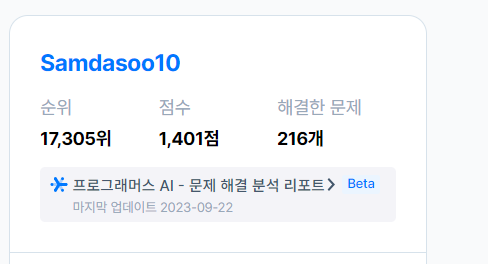 Samdasoo10
순위 점수 해결한 문제
17,305위 1,401점 216개
프로그래머스 AI - 문제 해결 분석 리포트 Beta
마지막 업데이트 2023-09-22